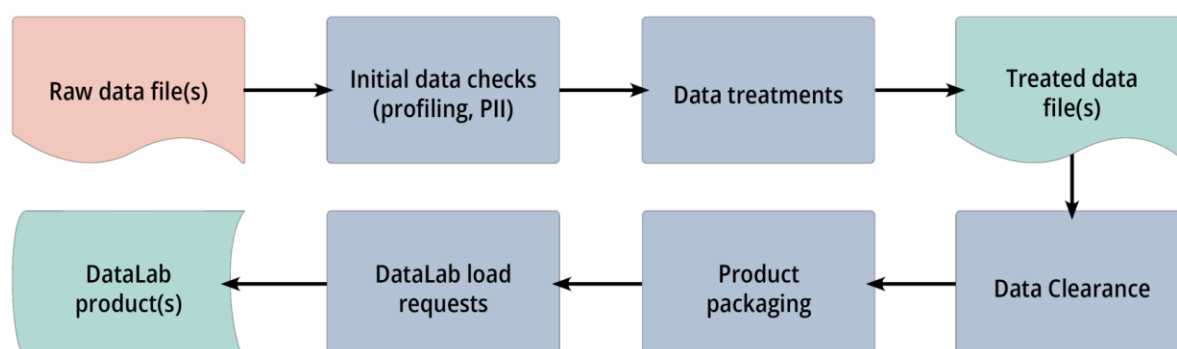 Raw data file(s)
Initial data checks
(profiling, PII)
Data treatments
Treated data
file(s)
Data Clearance
Product
packaging
DataLab load
requests
DataLab
product(s)